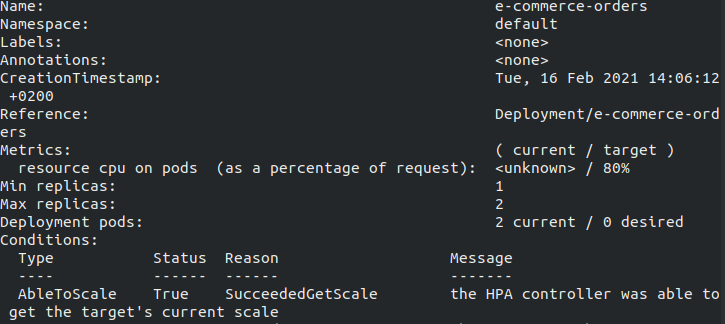 Name: e-commerce-orders
Namespace: default
Labels: <none>
Annotations: <none>
CreationTimestamp: Tue, 16 Feb 2021 14:06:12
+0200
Reference: Deployment/e-commerce-ord
ers
Metrics: ( current / target )
resource cpu on pods (as a percentage of request): <unknown> / 80%
Min replicas: 1
Max replicas: 2
Deployment pods: 2 current / 0 desired
Conditions:
Type Status Reason Message
---- ------ ------ -------
AbleToScale True SucceededGetScale the HPA controller was able to
get the target's current scale